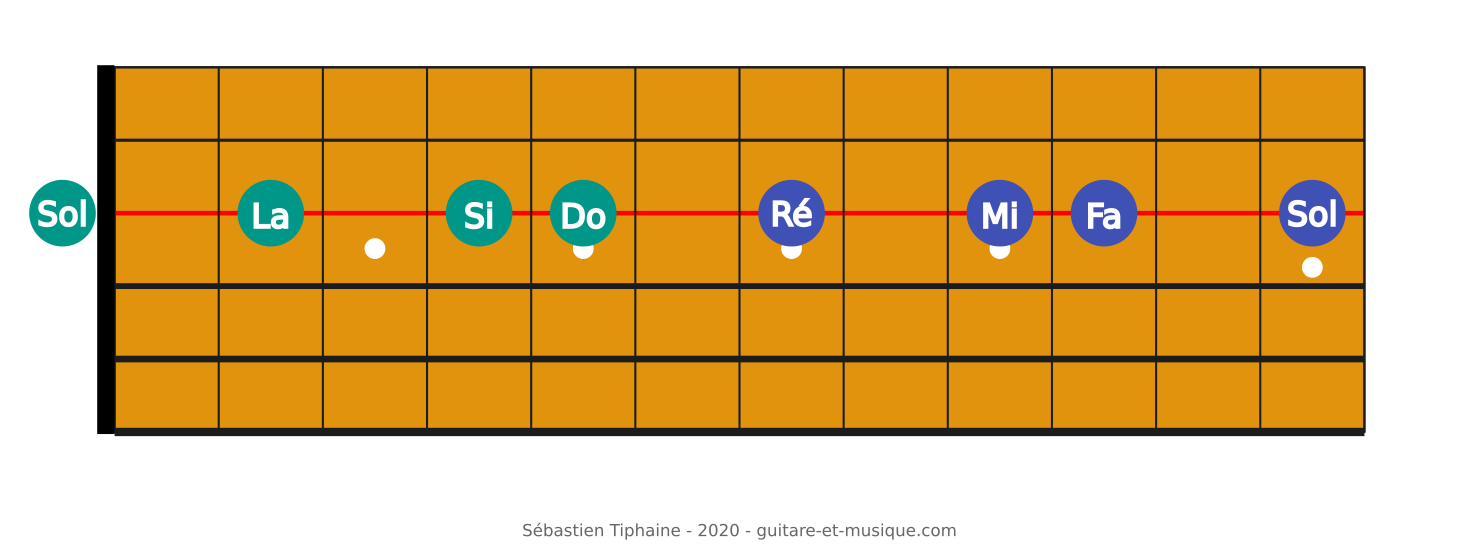 Sol La Si Do Ré Mi Fa Sol
Sébastien Tiphaine - 2020 - guitare-et-musique.com